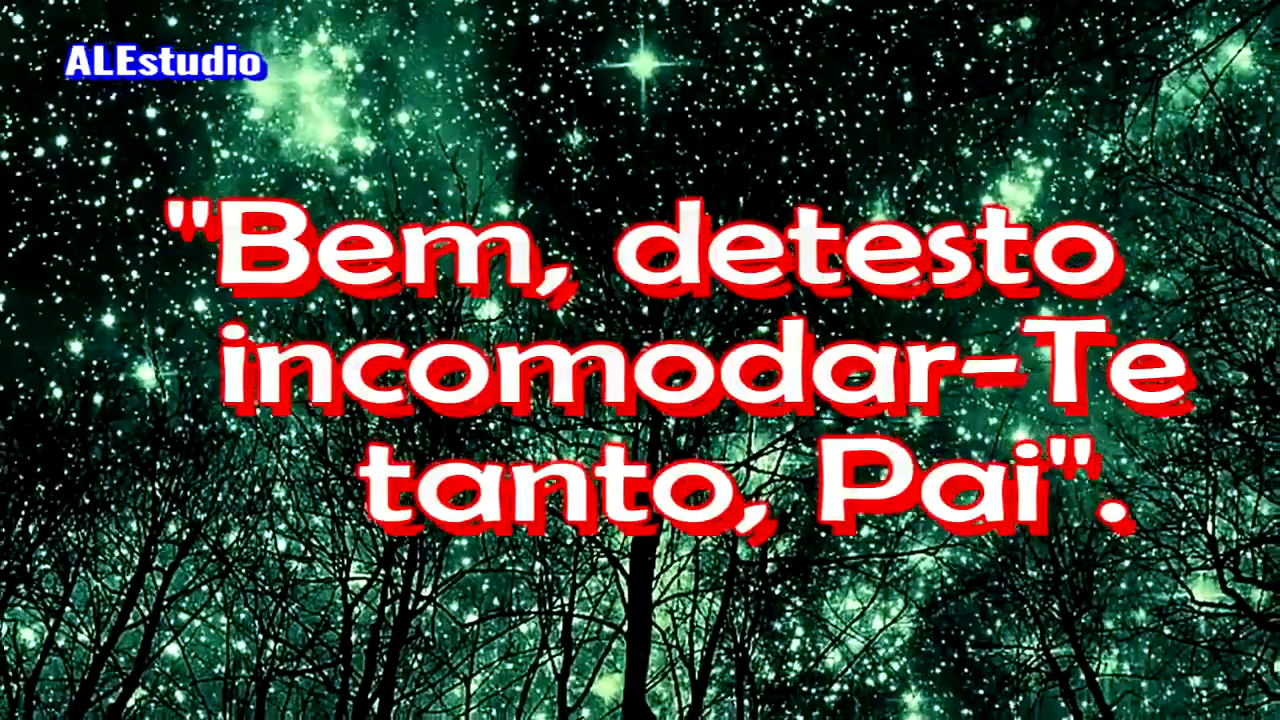 ALEstudio
"Bem, detesto
incomodar-Te
tanto, Pai".